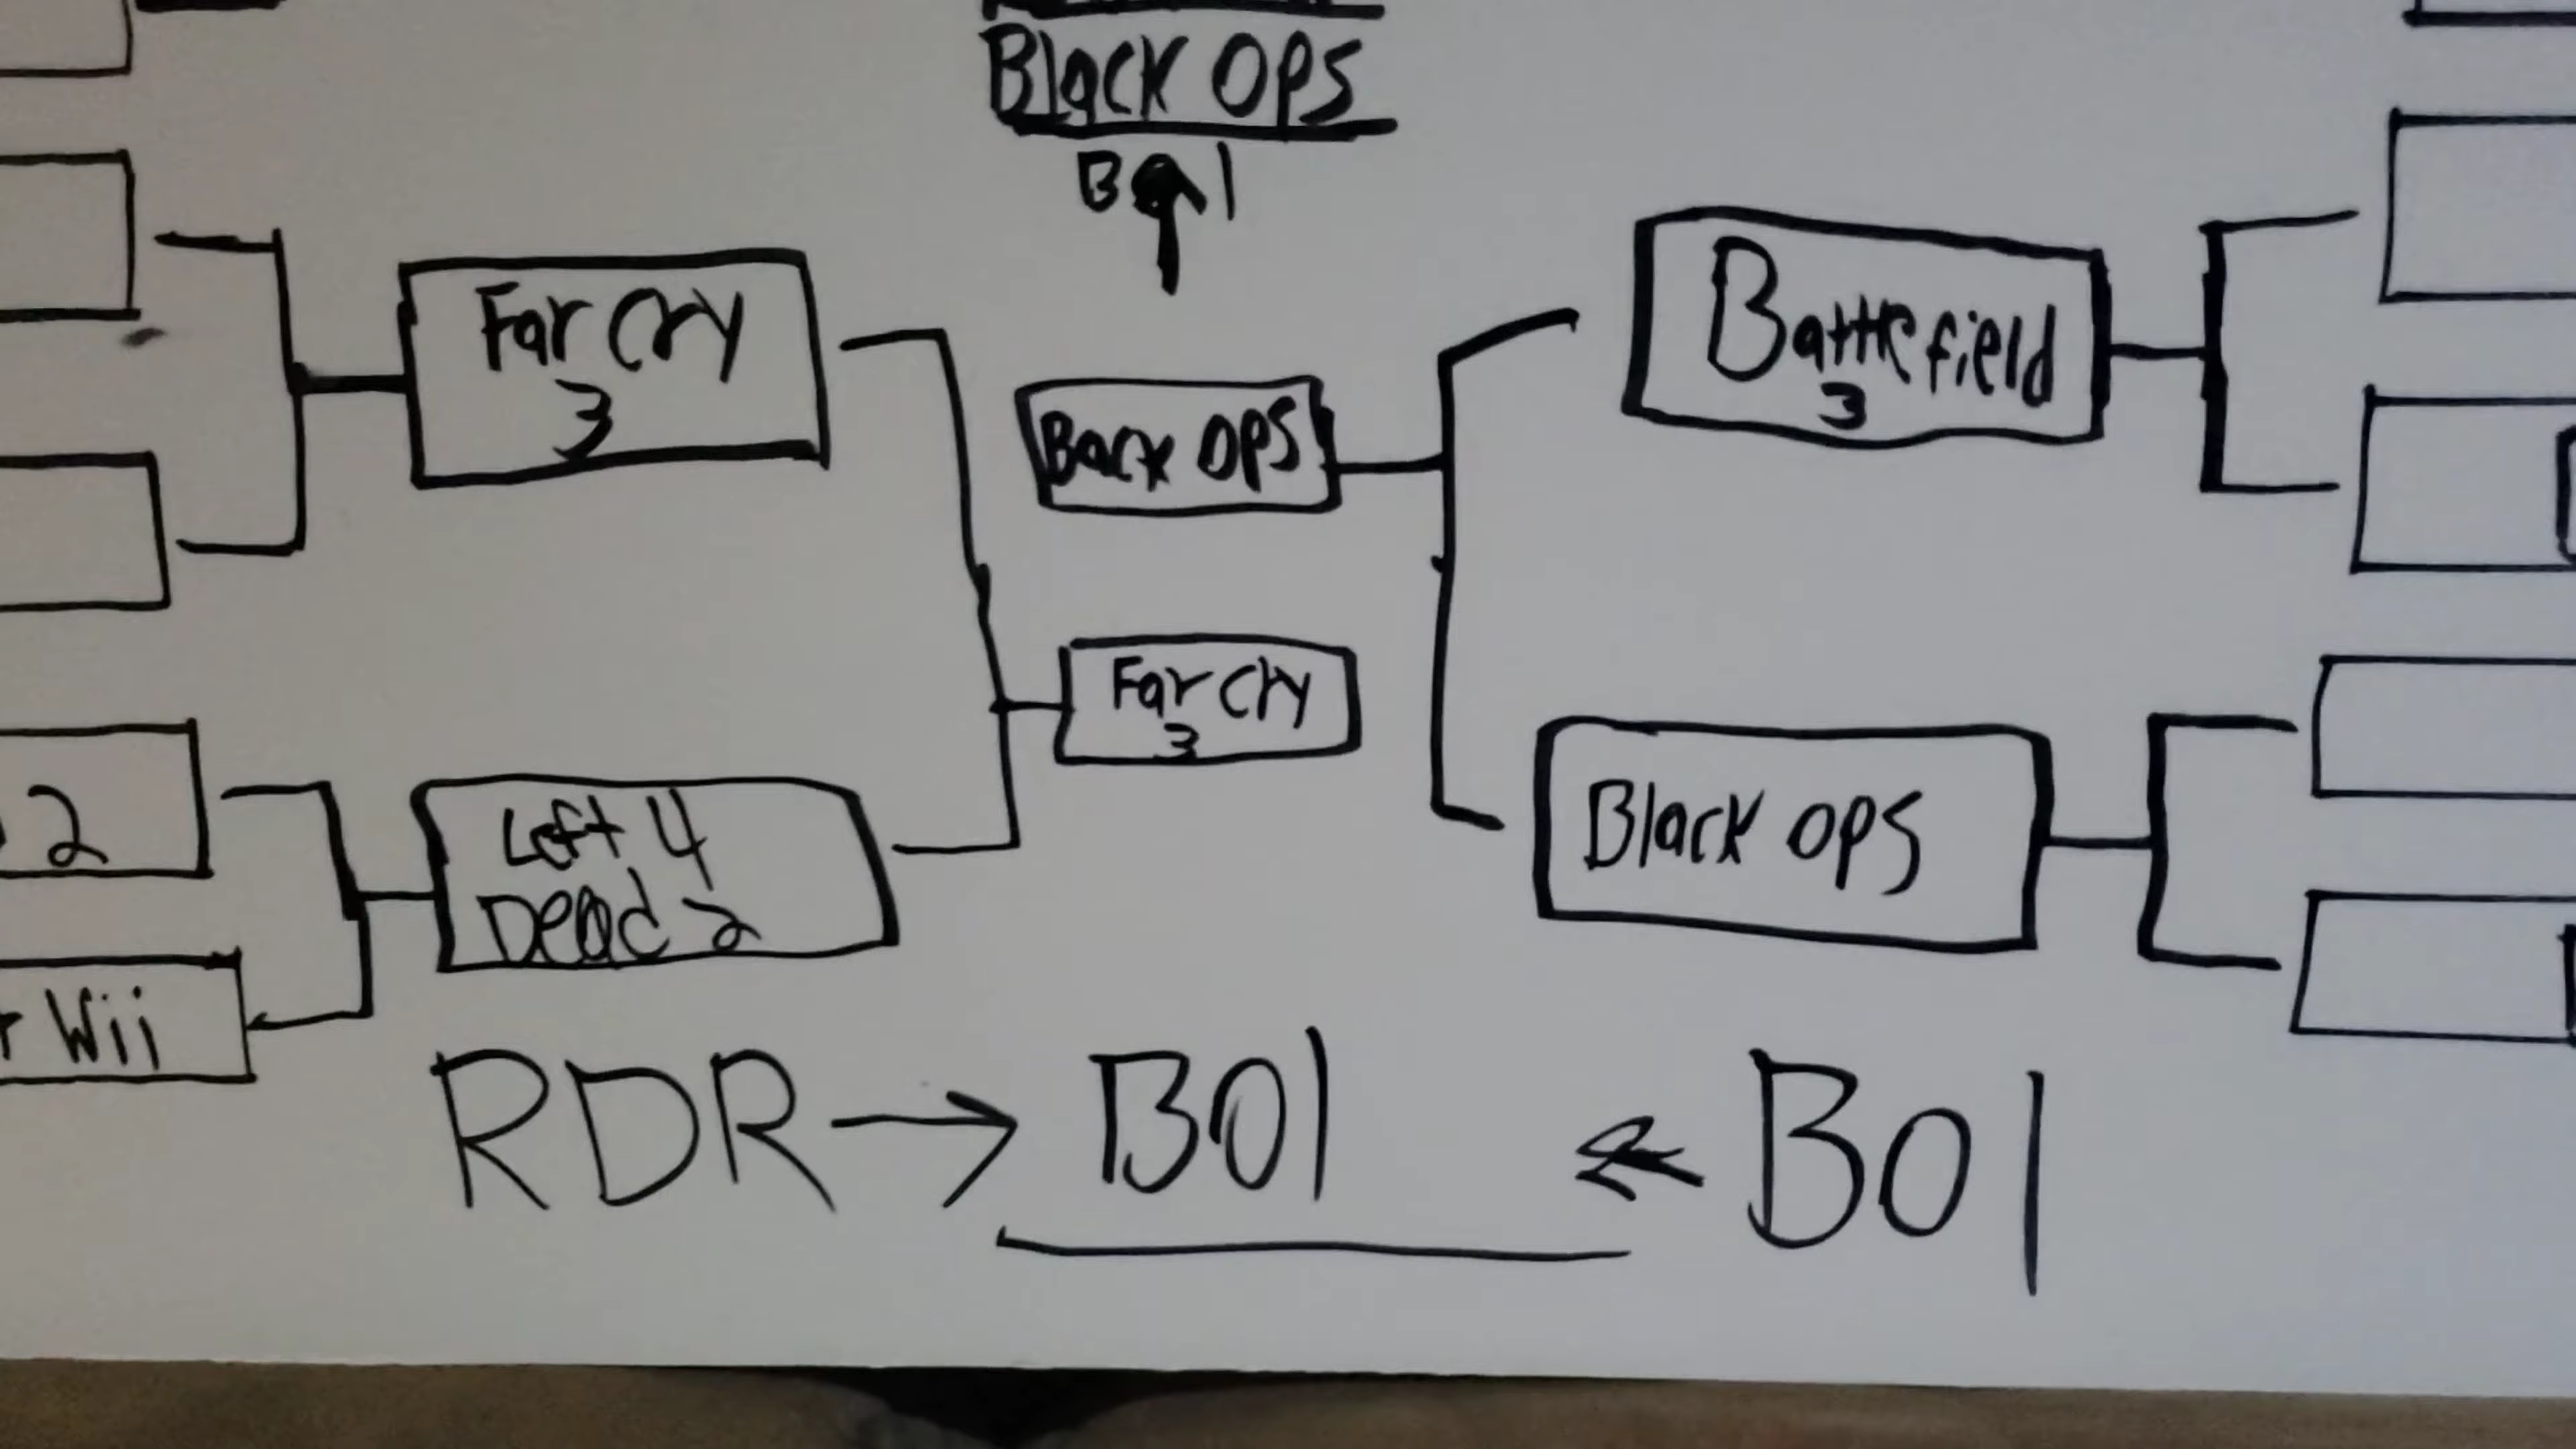 Black Ops
BO1
Far Cry
3
Battlefield
3
Back OPS
Far Cry
3
2
Left 4
Dead 2
Black OPS
Wii
RDR → BO1 ← BO1